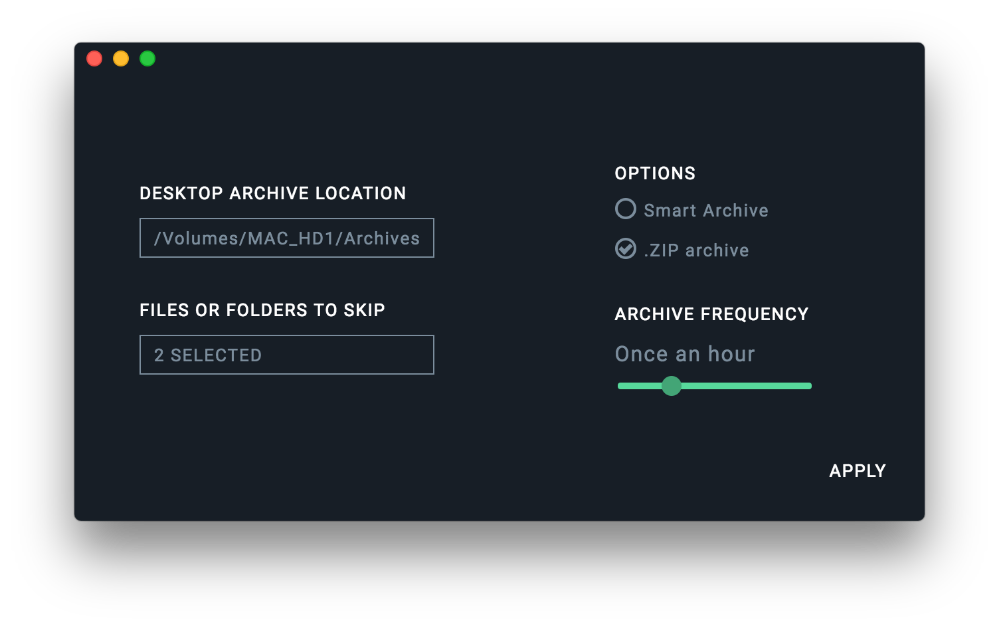 DESKTOP ARCHIVE LOCATION
/Volumes/MAC_HD1/Archives
FILES OR FOLDERS TO SKIP
2 SELECTED
OPTIONS
Smart Archive
.ZIP archive
ARCHIVE FREQUENCY
Once an hour
APPLY